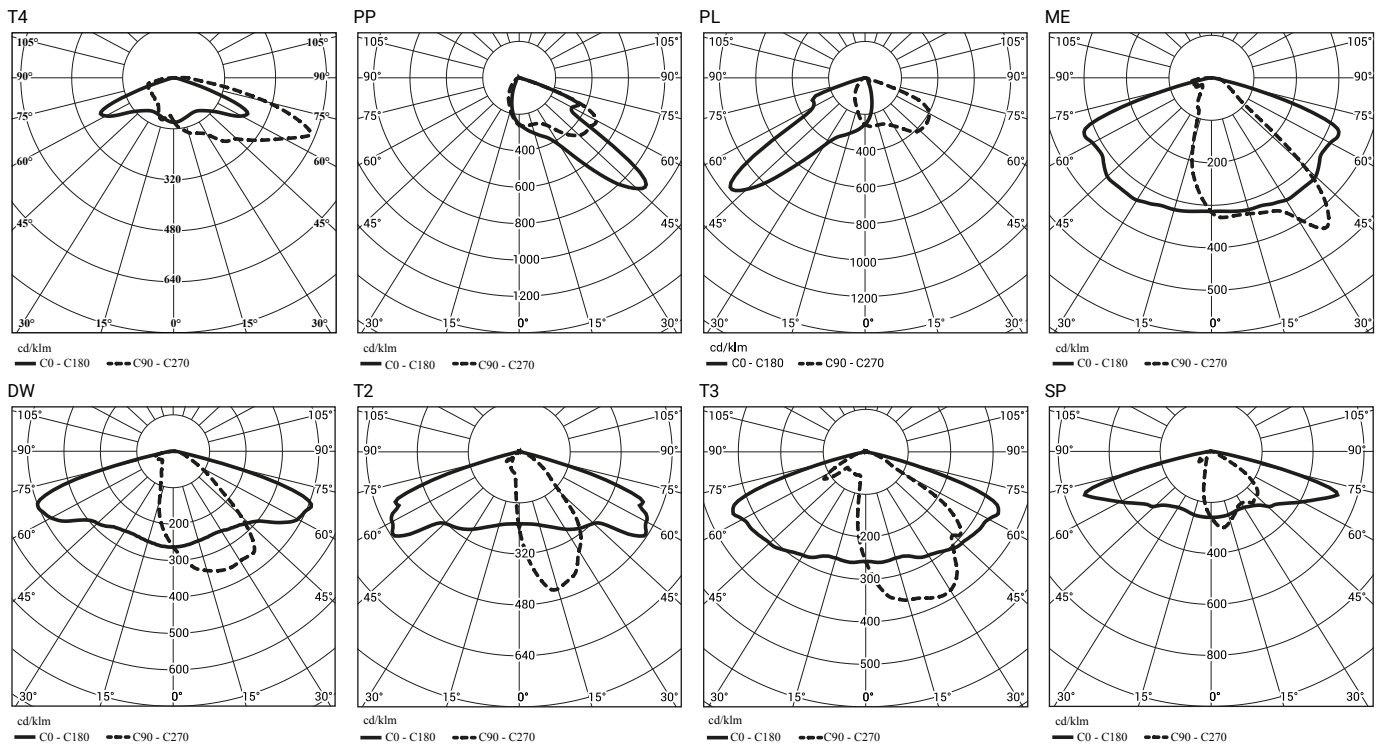 T4 PP PL ME
105° 105° 105° 105° 105° 105° 105° 105°
90° 90° 90° 90° 90° 90° 90° 90°
75° 75° 75° 75° 75° 75° 75° 75°
60° 60° 60° 60° 60° 60° 60° 60°
45° 45° 45° 45° 45° 45° 45° 45°
320 480 640
400 600 800 1000 1200
400 600 800 1000 1200
200 400 500
30° 15° 0° 15° 30° 30° 15° 0° 15° 30° 30° 15° 0° 15° 30° 30° 15° 0° 15° 30°
cd/klm cd/klm cd/klm cd/klm
C0 - C180 C90 - C270 C0 - C180 C90 - C270 C0 - C180 C90 - C270 C0 - C180 C90 - C270
DW T2 T3 SP
105° 105° 105° 105° 105° 105° 105° 105°
90° 90° 90° 90° 90° 90° 90° 90°
75° 75° 75° 75° 75° 75° 75° 75°
60° 60° 60° 60° 60° 60° 60° 60°
45° 45° 45° 45° 45° 45° 45° 45°
200 300 400 500 600
320 480 640
200 300 400 500
400 600 800
30° 15° 0° 15° 30° 30° 15° 0° 15° 30° 30° 15° 0° 15° 30° 30° 15° 0° 15° 30°
cd/klm cd/klm cd/klm cd/klm
C0 - C180 C90 - C270 C0 - C180 C90 - C270 C0 - C180 C90 - C270 C0 - C180 C90 - C270